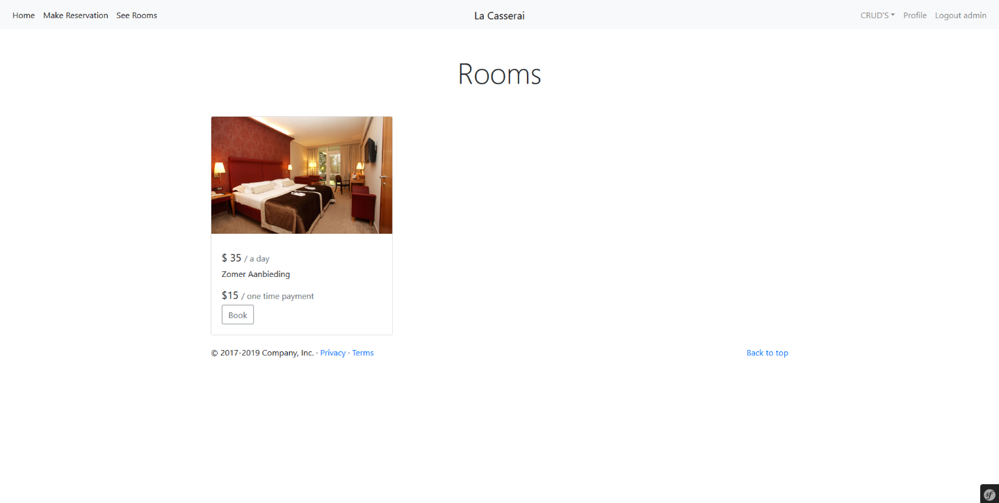 Home Make Reservation See Rooms La Casserai CRUD'S Profile Logout admin
Rooms
$ 35 / a day
Zomer Aanbieding
$15 / one time payment
Book
© 2017-2019 Company, Inc. · Privacy · Terms Back to top
sf